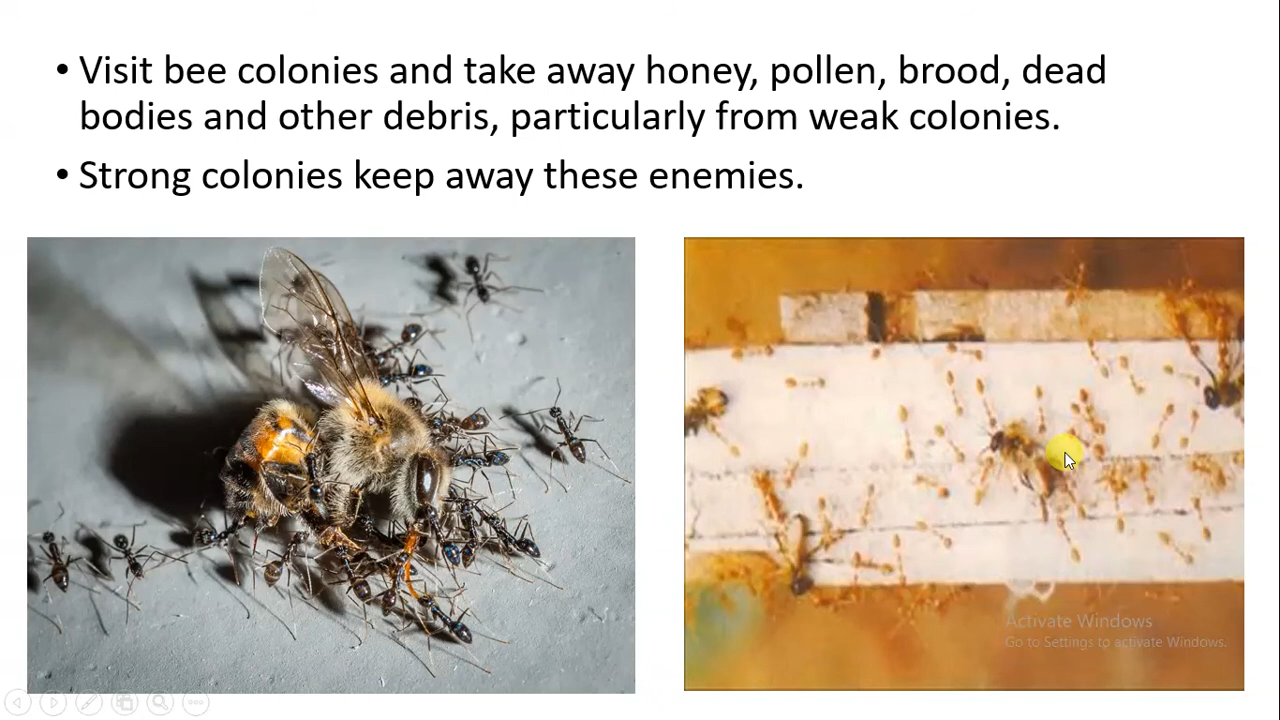 • Visit bee colonies and take away honey, pollen, brood, dead
bodies and other debris, particularly from weak colonies.
• Strong colonies keep away these enemies.
Activate Windows
Go to Settings to activate Windows.